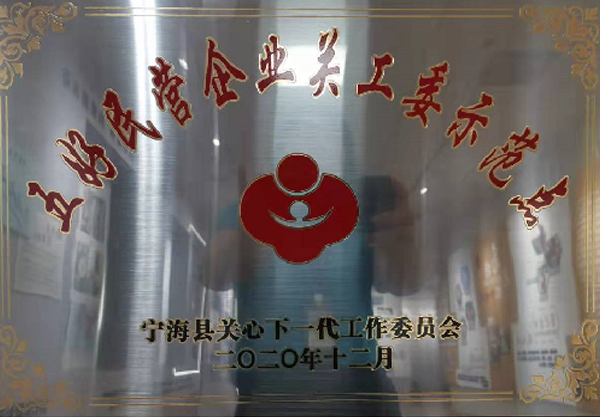 五好民营企业关工委示范点
宁海县关心下一代工作委员会
二〇二〇年十二月